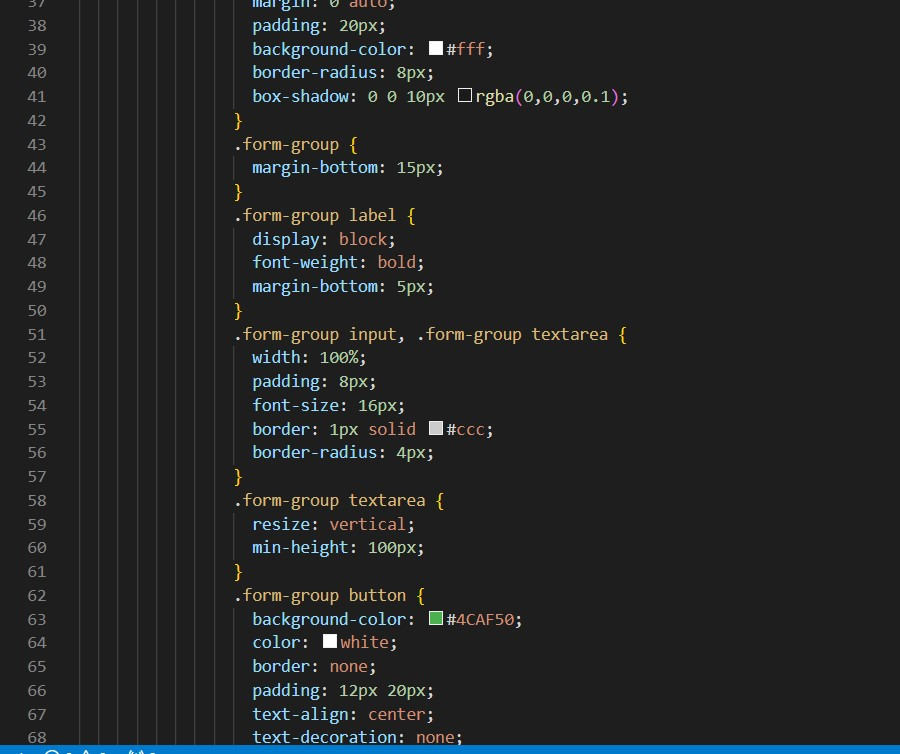 37 margin: 0 auto;
38 padding: 20px;
39 background-color: #fff;
40 border-radius: 8px;
41 box-shadow: 0 0 10px rgba(0,0,0,0.1);
42 }
43 .form-group {
44 margin-bottom: 15px;
45 }
46 .form-group label {
47 display: block;
48 font-weight: bold;
49 margin-bottom: 5px;
50 }
51 .form-group input, .form-group textarea {
52 width: 100%;
53 padding: 8px;
54 font-size: 16px;
55 border: 1px solid #ccc;
56 border-radius: 4px;
57 }
58 .form-group textarea {
59 resize: vertical;
60 min-height: 100px;
61 }
62 .form-group button {
63 background-color: #4CAF50;
64 color: white;
65 border: none;
66 padding: 12px 20px;
67 text-align: center;
68 text-decoration: none;